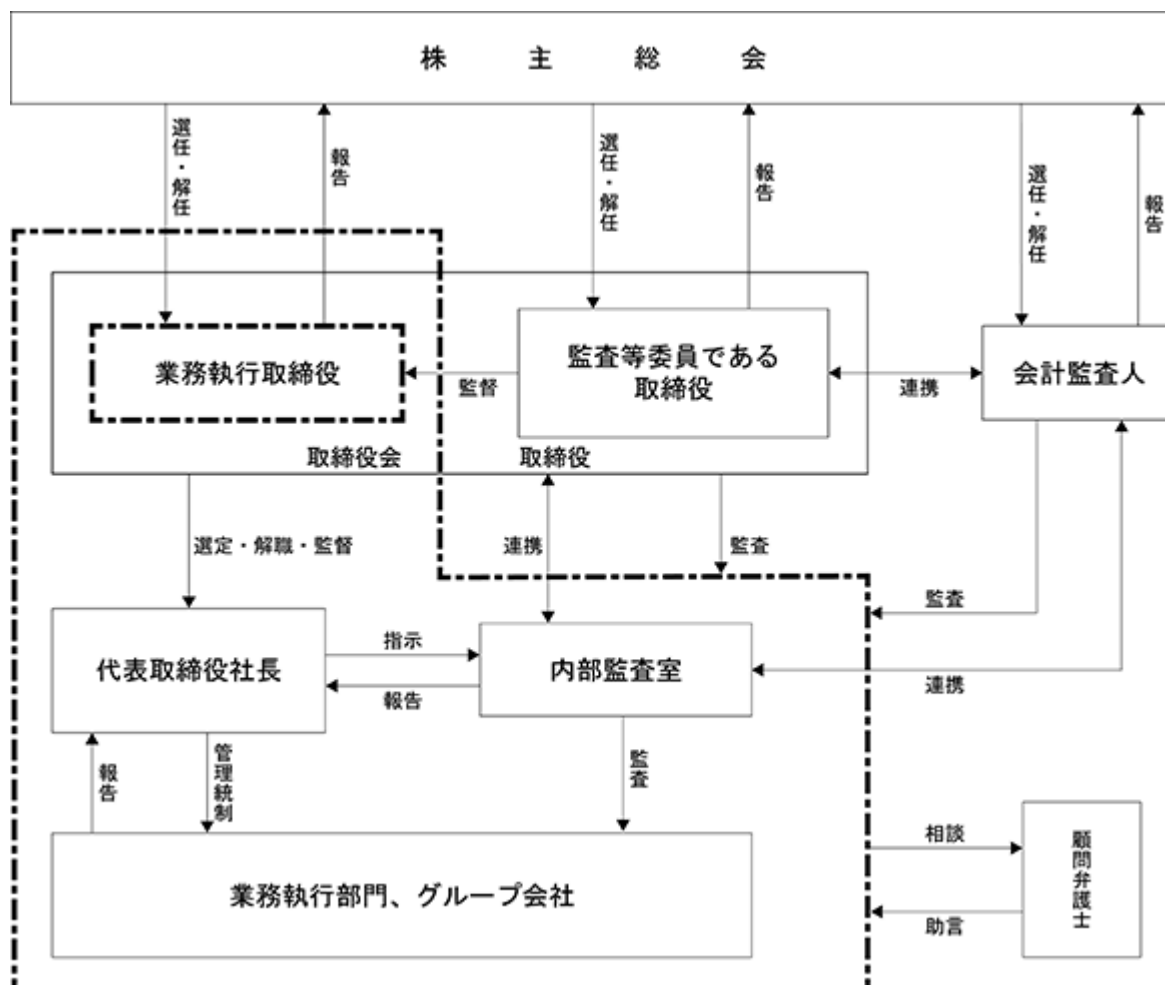 株主総会
選任・解任
報告
選任・解任
報告
選任・解任
報告
業務執行取締役
監督
監査等委員である
取締役
連携
会計監査人
取締役会
取締役
選定・解職・監督
連携
監査
監査
代表取締役社長
指示
報告
内部監査室
連携
報告
管理統制
監査
業務執行部門、グループ会社
相談
助言
顧問弁護士